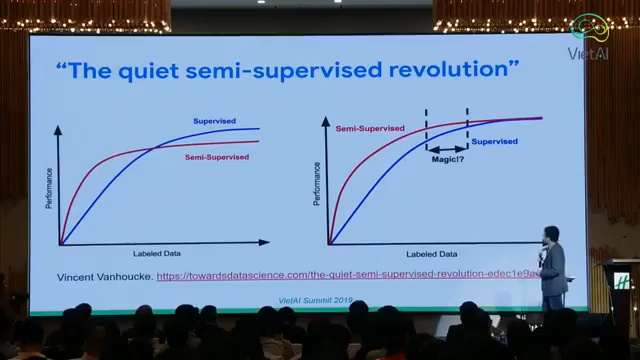 VietAI
“The quiet semi-supervised revolution”
Supervised
Semi-Supervised
Performance
Labeled Data
Semi-Supervised
Supervised
Magic!?
Performance
Labeled Data
Vincent Vanhoucke. https://towardsdatascience.com/the-quiet-semi-supervised-revolution-edec1e9ad
VietAI Summit 2019